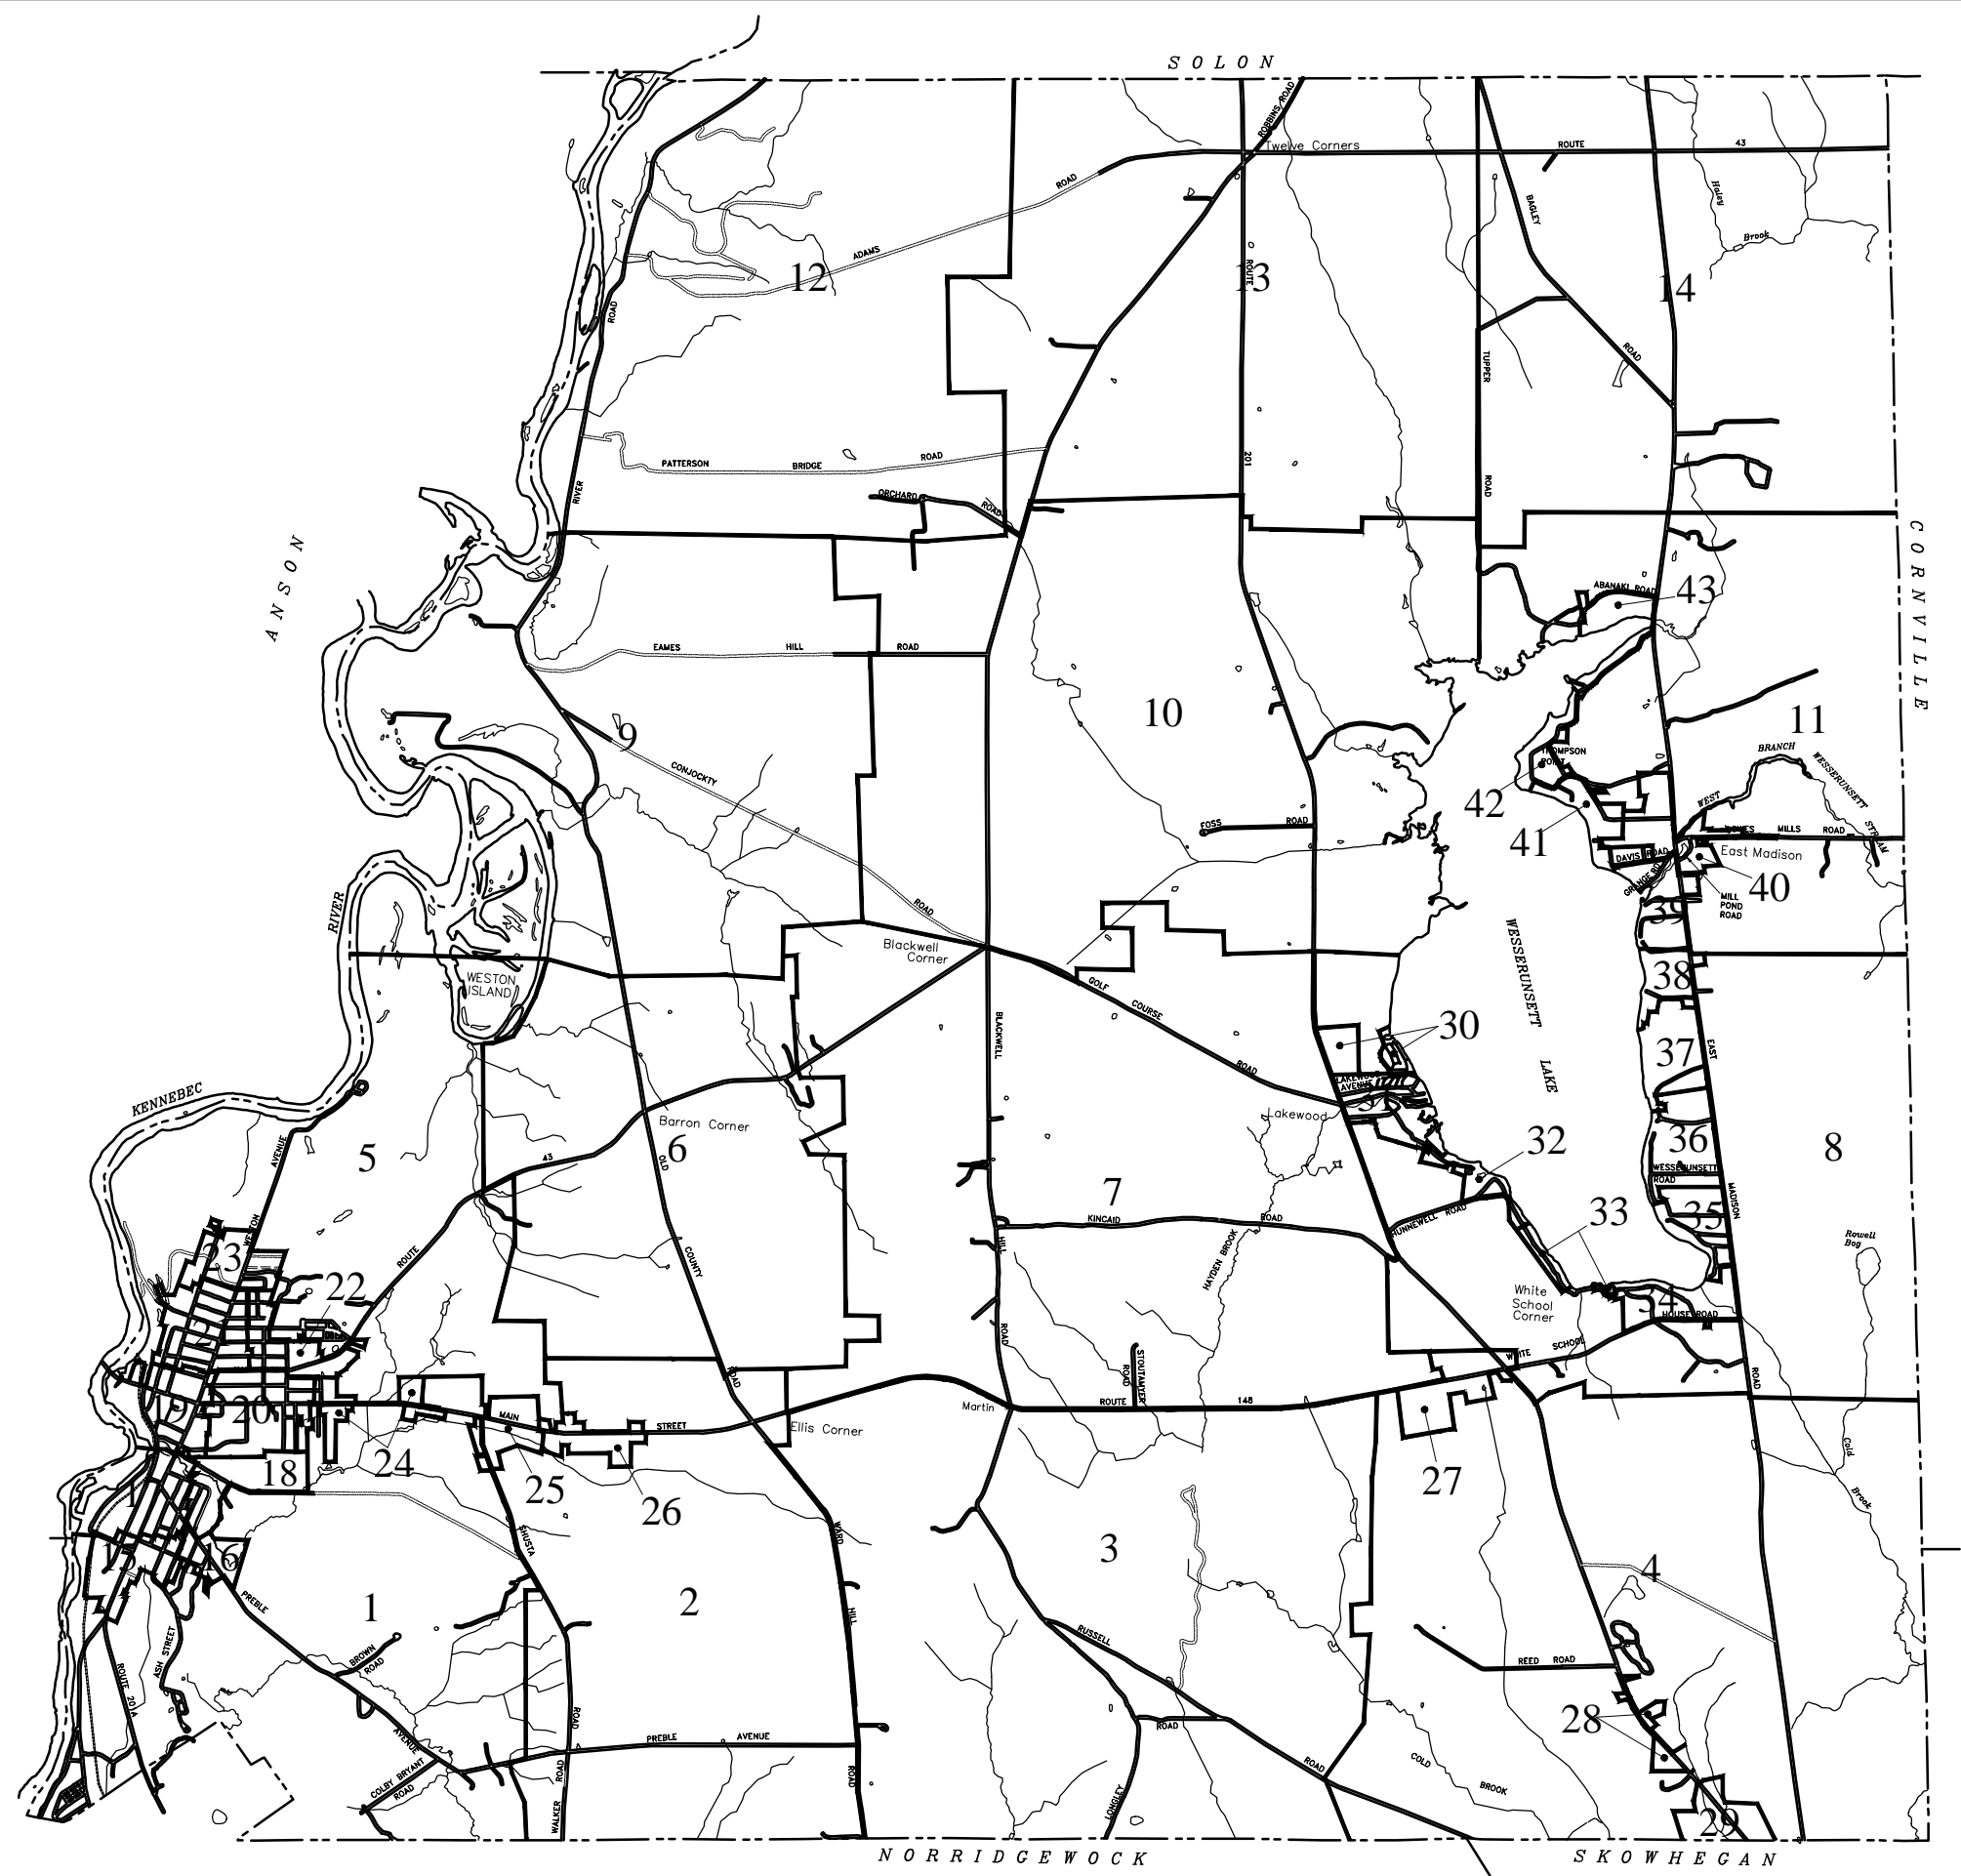 SOLON
ROBBINS ROAD
Twelve Corners
ROUTE 43
ROAD
ADAMS
12
13
ROUTE
14
BAGLEY
Haley
Brook
ROAD
ROAD
TUPPER
201
ROAD
PATTERSON BRIDGE ROAD
RIVER
ORCHARD
ROAD
ANSON
CORNVILLE
ABANAKI ROAD
43
EAMES HILL ROAD
9
10
11
CONJOCKTY
ROAD
THOMPSON
POINT
BRANCH
WESSERUNSETT
STREAM
WEST
42
41
FOSS ROAD
MILLS ROAD
DAVIS ROAD
East Madison
40
MILL
POND
ROAD
39
RIVER
Blackwell
Corner
WESTON
ISLAND
GOLF
COURSE
ROAD
WESSERUNSETT
LAKE
38
30
37
EAST
BLACKWELL
LAKEWOOD
AVENUE
31
Lakewood
KENNEBEC
Barron Corner
AVENUE
WESTON
5
43
6
OLD
7
32
36
8
WESSERUNSETT
ROAD
MADISON
KINCAID ROAD
HUNNEWELL ROAD
33
35
23
22
ROUTE
COUNTY
HILL
HAYDEN BROOK
Rowell
Bog
White
School
Corner
34
HOUSE ROAD
WHITE SCHOOL
ROAD
ROAD
STOUTAMYER
ROAD
ROAD
20
MAIN
STREET
Ellis Corner
Martin
ROUTE 148
18
24
25
26
27
Cold
Brook
16
SHUSTA
WARD
1
2
3
4
PREBLE
HILL
BROWN
ROAD
ASH STREET
ROUTE 201A
RUSSELL
REED ROAD
28
AVENUE
ROAD
PREBLE AVENUE
ROAD
ROAD
COLBY BRYANT
ROAD
ROAD
WALKER
ROAD
LONGLEY
COLD
BROOK
29
NORRIDGEWOCK
SKOWHEGAN